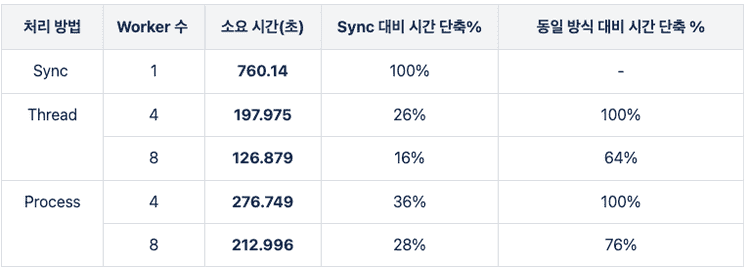 처리 방법 Worker 수 소요 시간(초) Sync 대비 시간 단축% 동일 방식 대비 시간 단축 %
Sync 1 760.14 100% -
Thread 4 197.975 26% 100%
8 126.879 16% 64%
Process 4 276.749 36% 100%
8 212.996 28% 76%